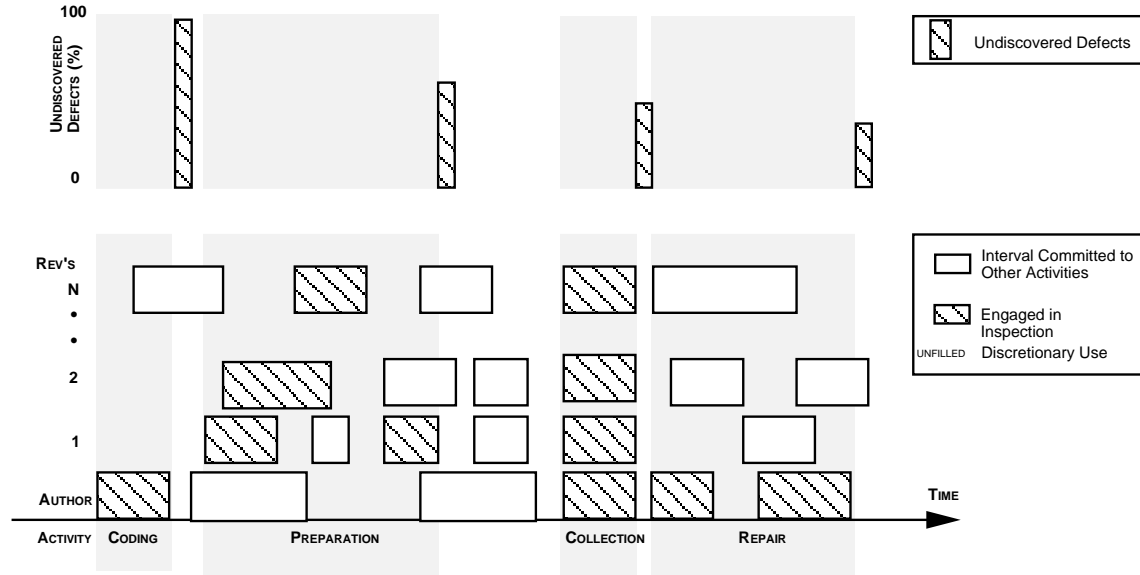 100
UNDISCOVERED
DEFECTS (%)
0
Undiscovered Defects
REV'S
N
•
•
2
1
AUTHOR
ACTIVITY
CODING
PREPARATION
COLLECTION
REPAIR
TIME
Interval Committed to
Other Activities
Engaged in
Inspection
UNFILLED Discretionary Use